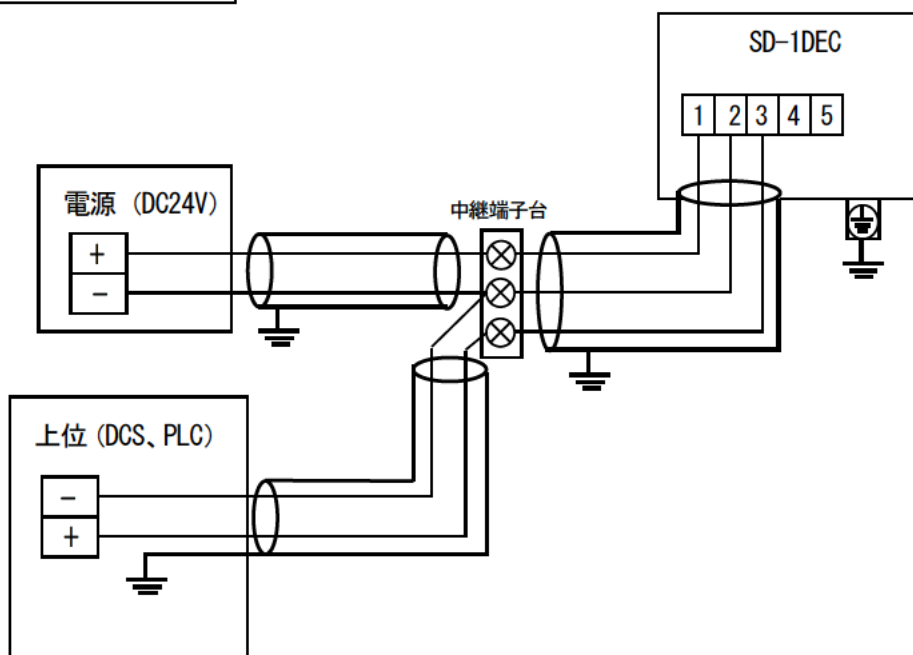 SD-1DEC
1 2 3 4 5
電源 (DC24V)
+
-
中継端子台
上位 (DCS、PLC)
-
+